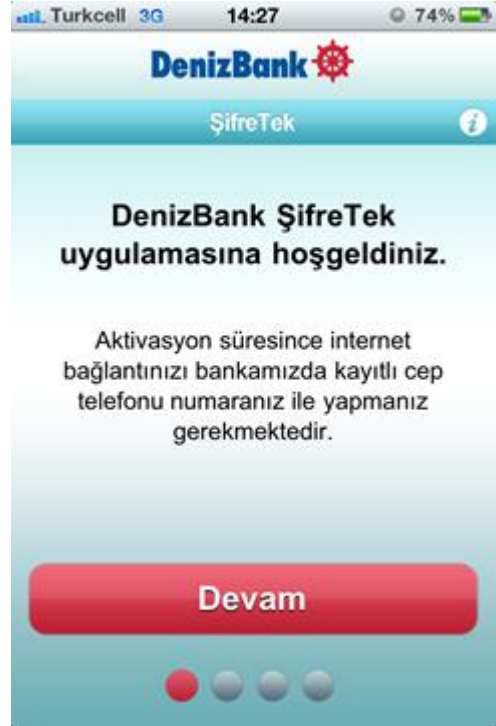 Turkcell 3G 14:27 74%
DenizBank
ŞifreTek i
DenizBank ŞifreTek
uygulamasına hoşgeldiniz.
Aktivasyon süresince internet
bağlantınızı bankamızda kayıtlı cep
telefonu numaranız ile yapmanız
gerekmektedir.
Devam